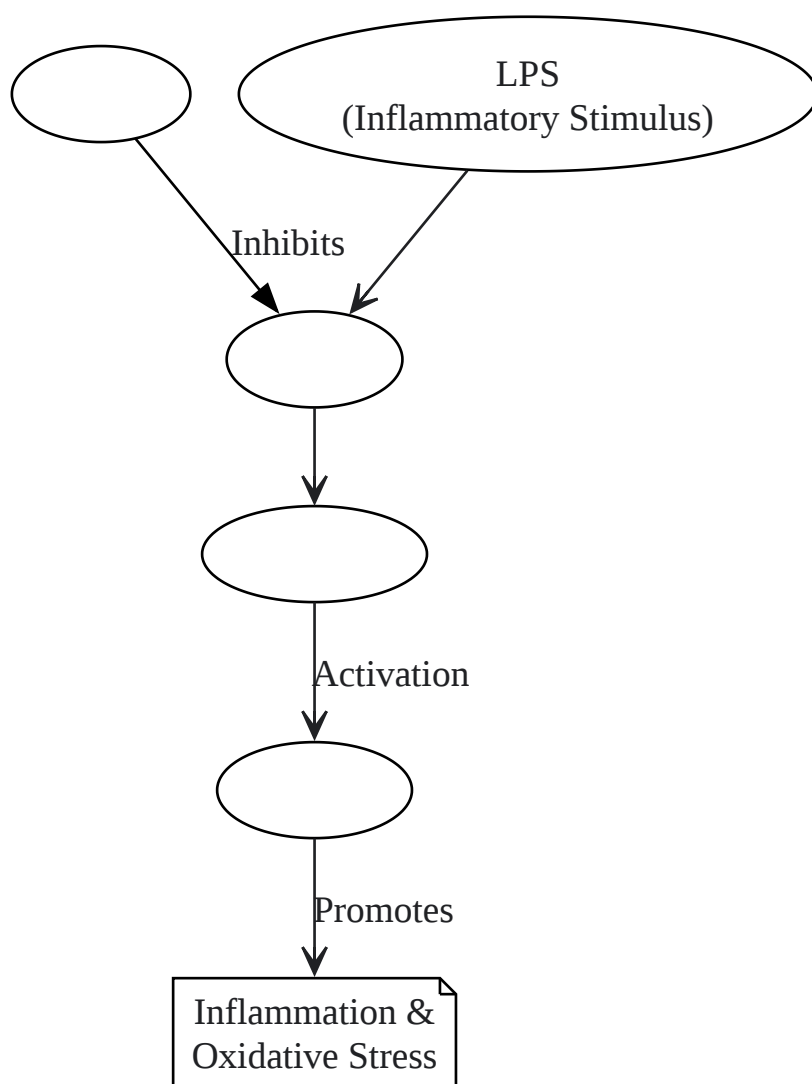 LPS
(Inflammatory Stimulus)
Inhibits
Activation
Promotes
Inflammation &
Oxidative Stress